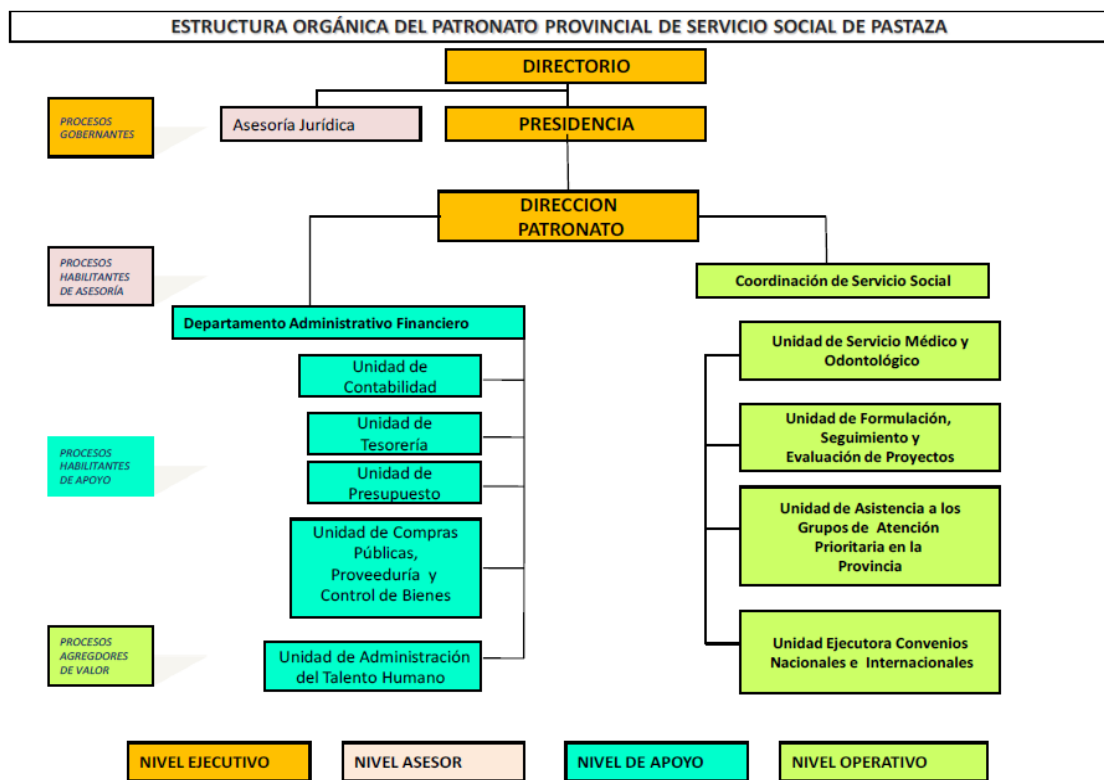 ESTRUCTURA ORGÁNICA DEL PATRONATO PROVINCIAL DE SERVICIO SOCIAL DE PASTAZA
DIRECTORIO
PROCESOS
GOBERNANTES
Asesoría Jurídica
PRESIDENCIA
DIRECCION
PATRONATO
PROCESOS
HABILITANTES
DE ASESORÍA
Coordinación de Servicio Social
Departamento Administrativo Financiero
Unidad de
Contabilidad
Unidad de
Tesorería
Unidad de
Presupuesto
Unidad de Compras
Públicas,
Proveeduría y
Control de Bienes
Unidad de Administración
del Talento Humano
Unidad de Servicio Médico y
Odontológico
Unidad de Formulación,
Seguimiento y
Evaluación de Proyectos
Unidad de Asistencia a los
Grupos de Atención
Prioritaria en la
Provincia
Unidad Ejecutora Convenios
Nacionales e Internacionales
PROCESOS
HABILITANTES
DE APOYO
PROCESOS
AGREGDORES
DE VALOR
NIVEL EJECUTIVO
NIVEL ASESOR
NIVEL DE APOYO
NIVEL OPERATIVO